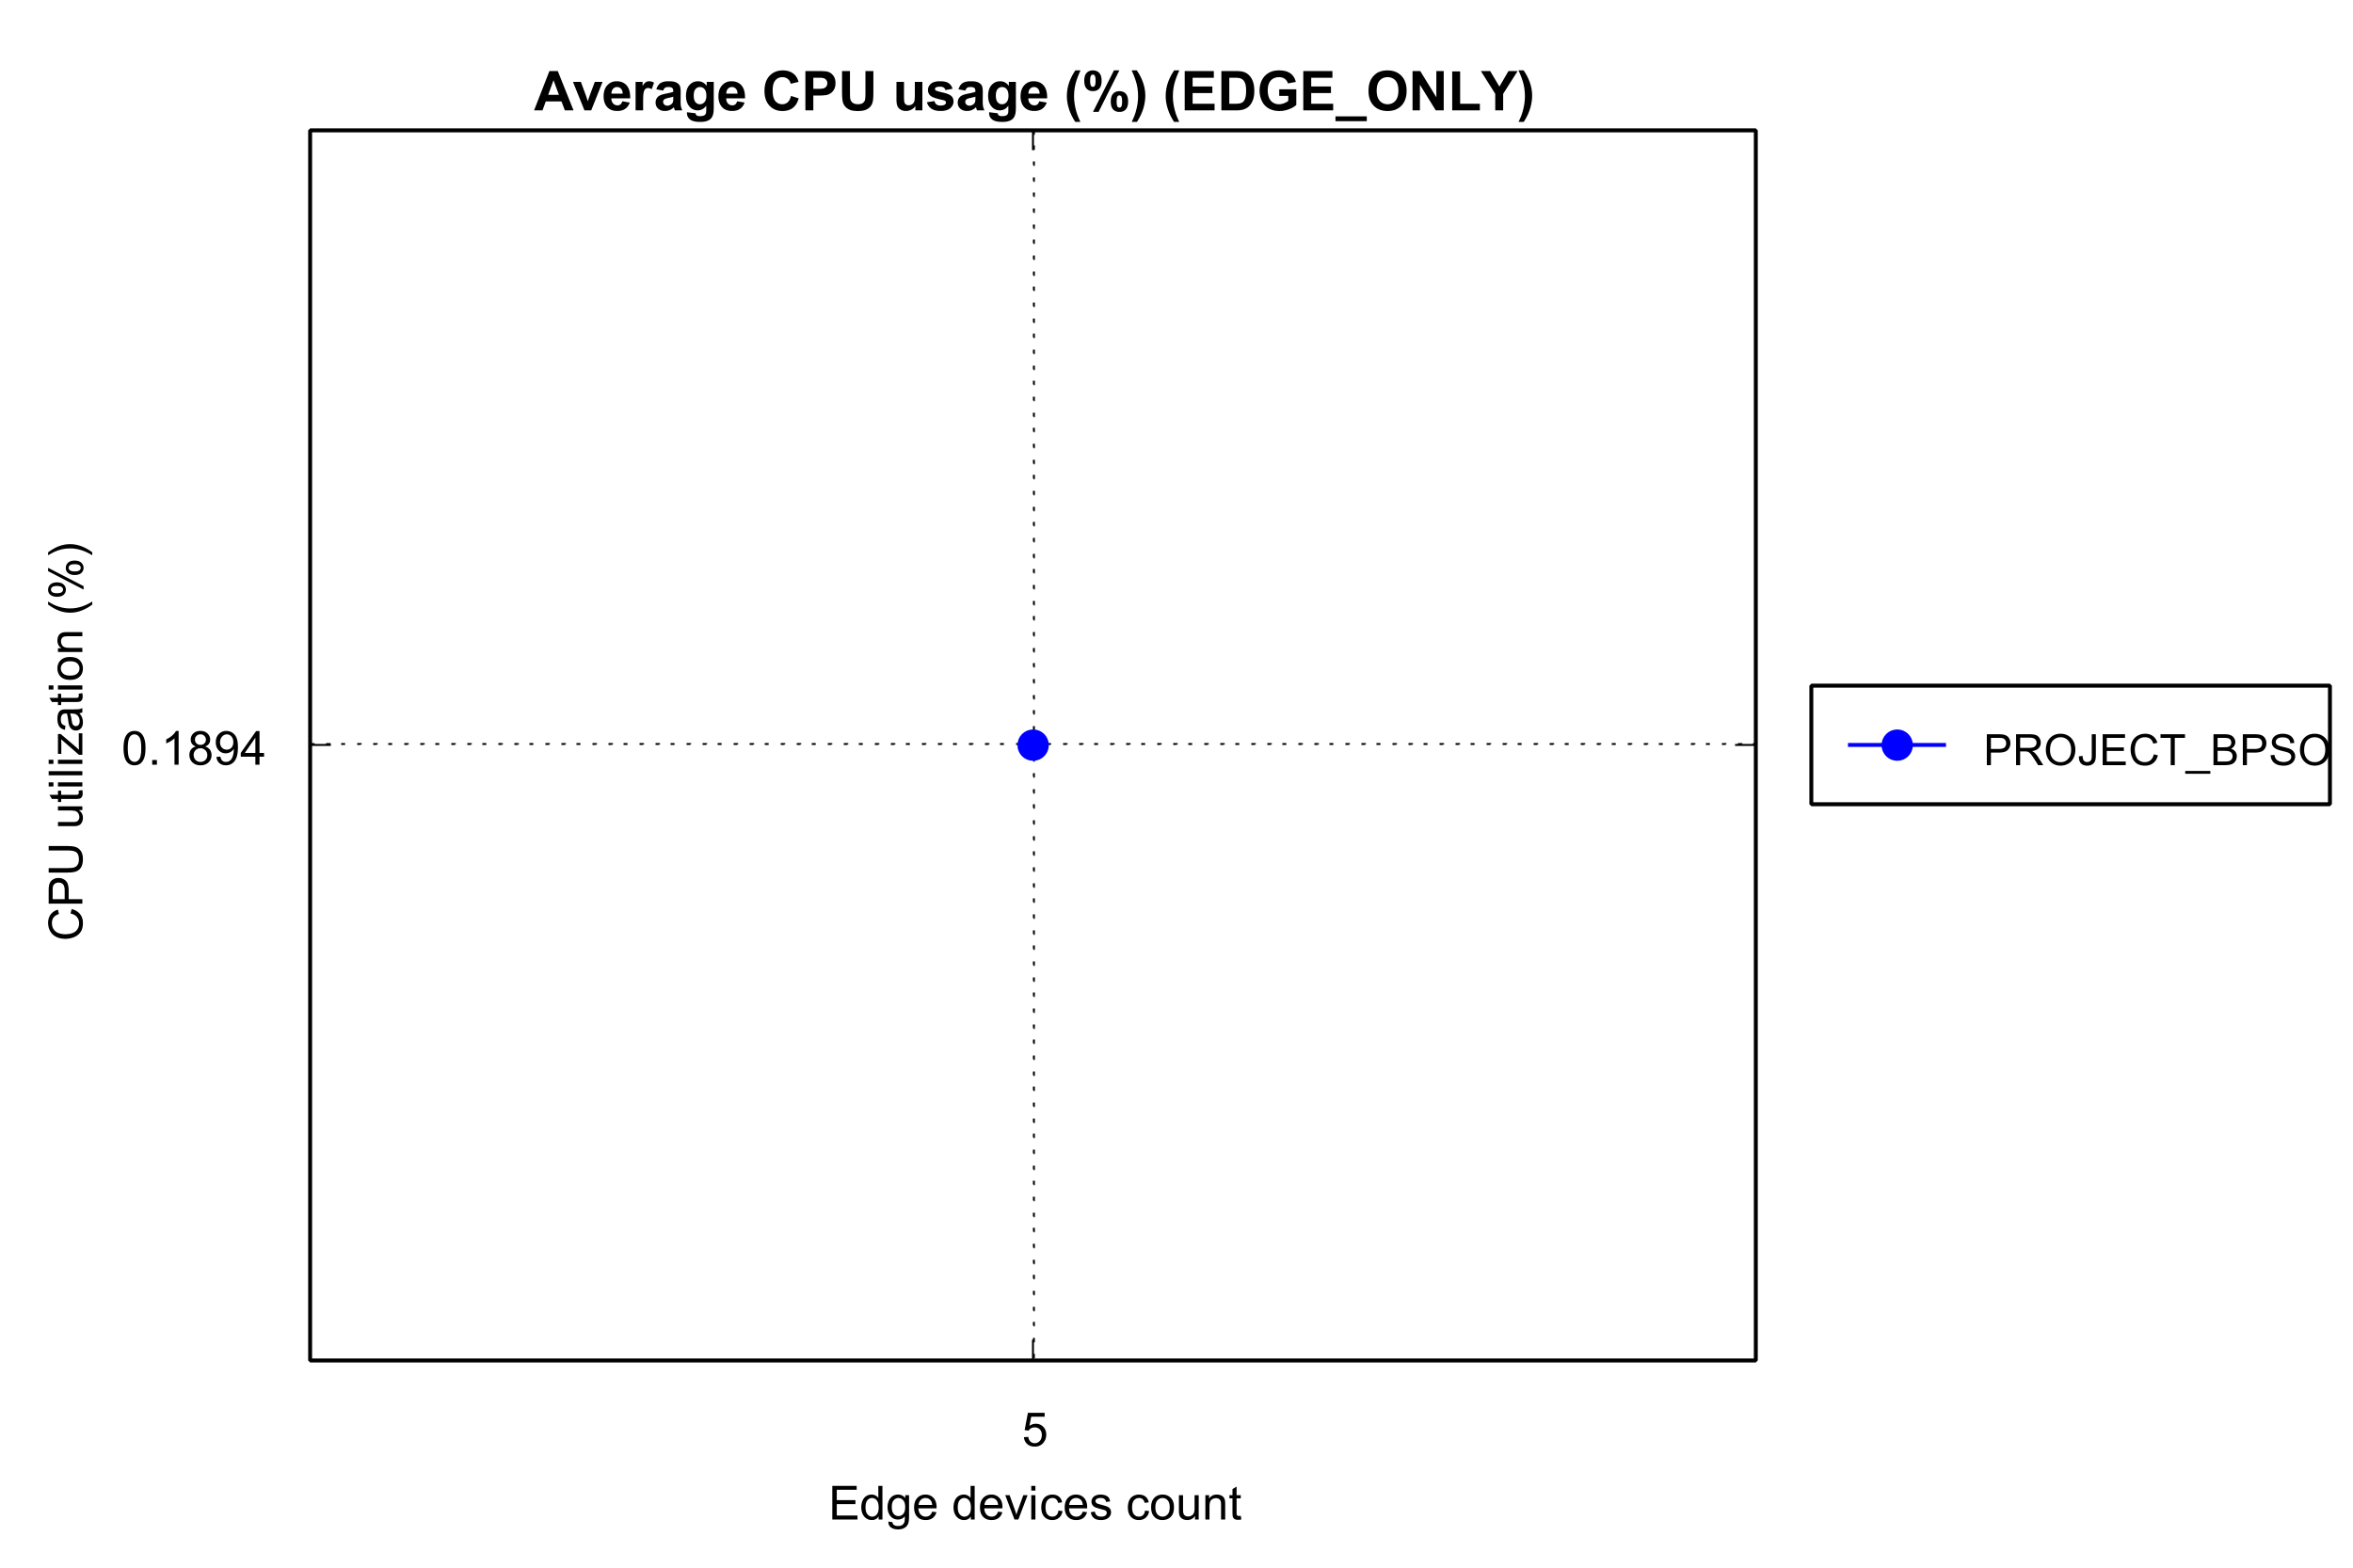 Average CPU usage (%) (EDGE_ONLY)
CPU utilization (%)
0.1894
PROJECT_BPSO
5
Edge devices count